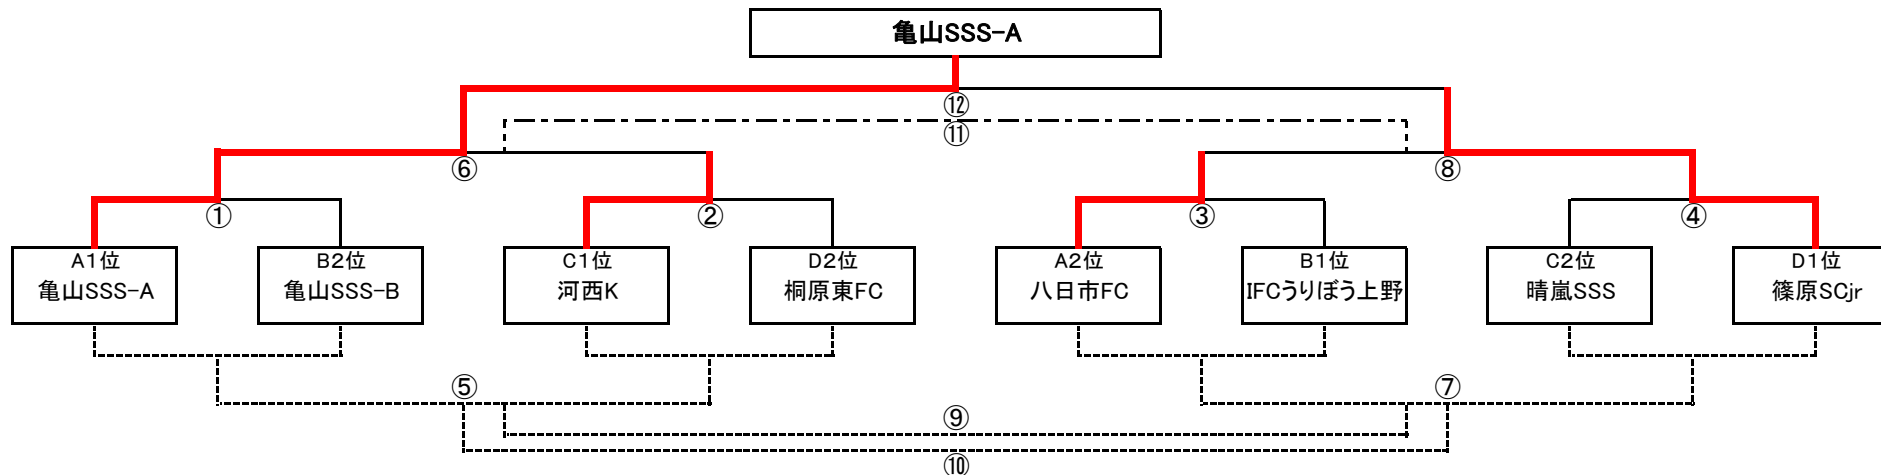 亀山SSS-A
⑫
⑪
⑥
⑧
①
②
③
④
A1位
亀山SSS-A
B2位
亀山SSS-B
C1位
河西K
D2位
桐原東FC
A2位
八日市FC
B1位
IFCうりぼう上野
C2位
晴嵐SSS
D1位
篠原SCjr
⑤
⑦
⑨
⑩